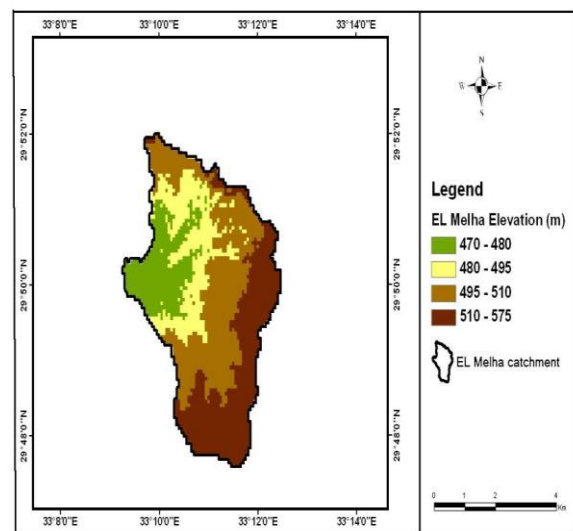 33°8'0"E 33°10'0"E 33°12'0"E 33°14'0"E
29°52'0"N 29°52'0"N
29°50'0"N 29°50'0"N
29°48'0"N 29°48'0"N
33°8'0"E 33°10'0"E 33°12'0"E 33°14'0"E
N
W E
S
Legend
EL Melha Elevation (m)
470 - 480
480 - 495
495 - 510
510 - 575
EL Melha catchment
0 1 2 4
Km